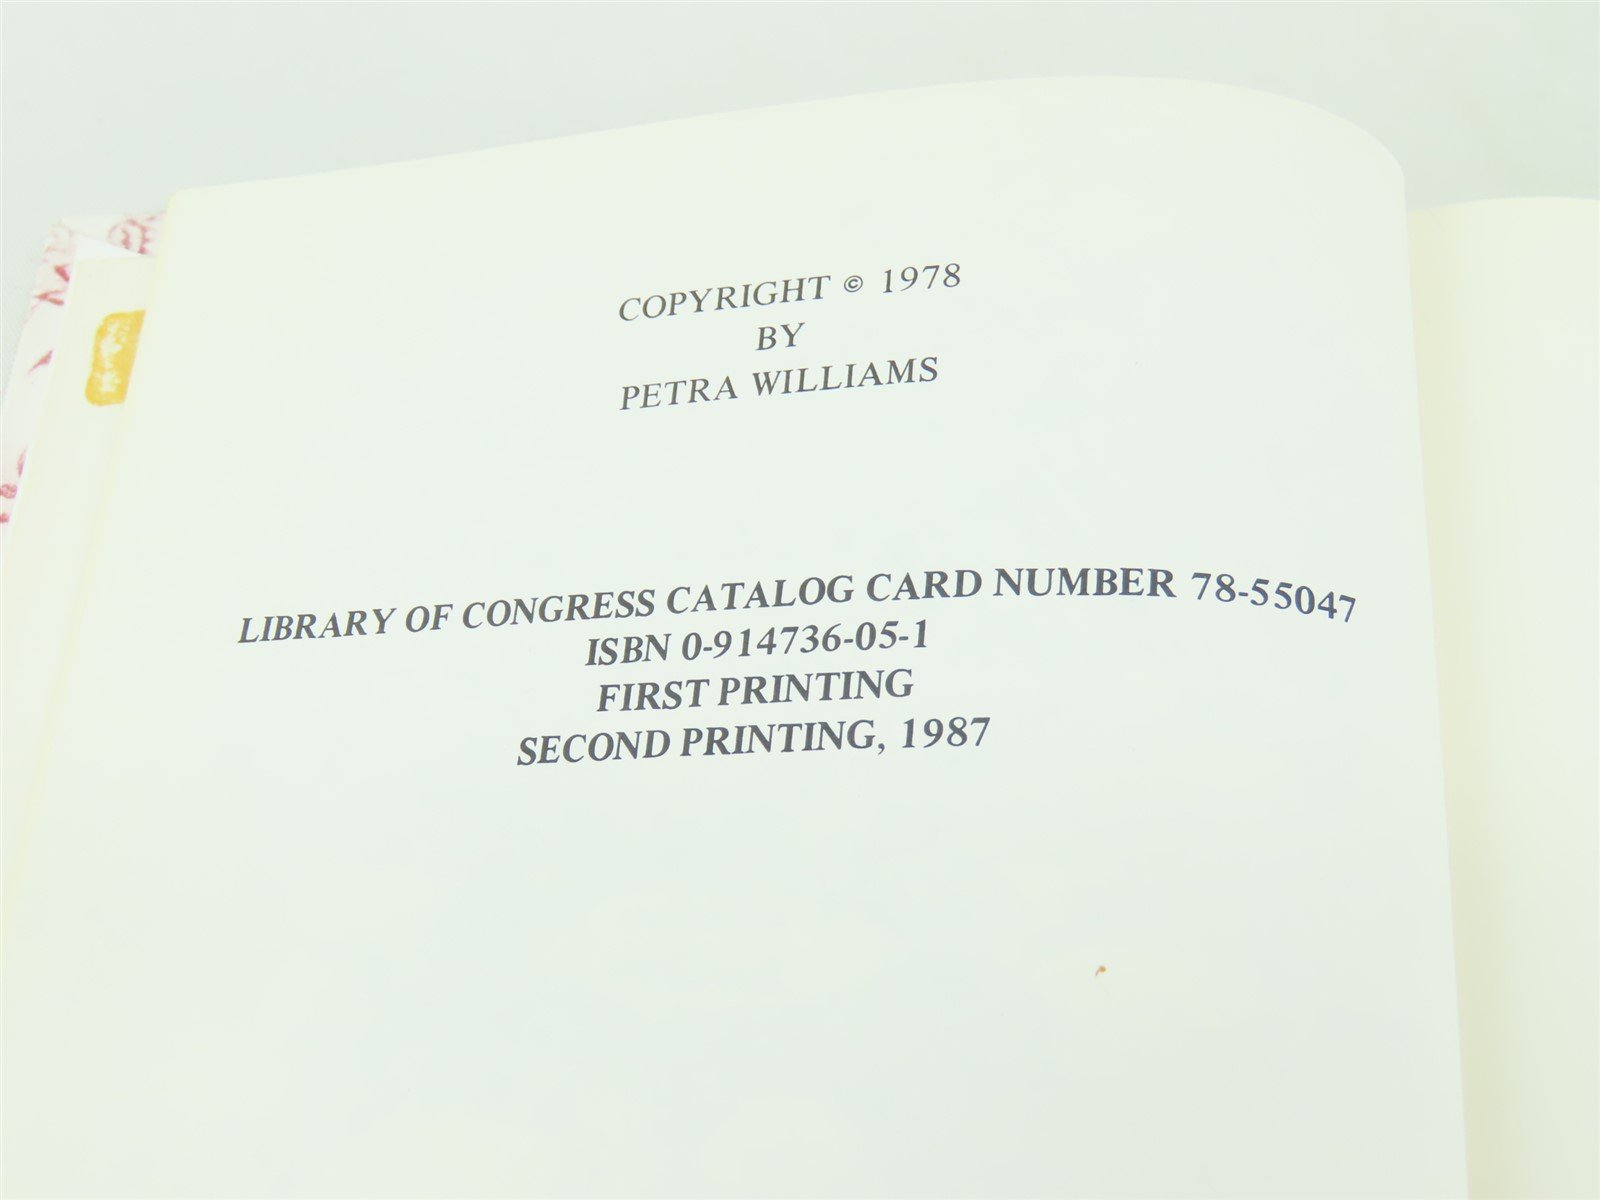 COPYRIGHT © 1978
BY
PETRA WILLIAMS
LIBRARY OF CONGRESS CATALOG CARD NUMBER 78-55047
ISBN 0-914736-05-1
FIRST PRINTING
SECOND PRINTING, 1987